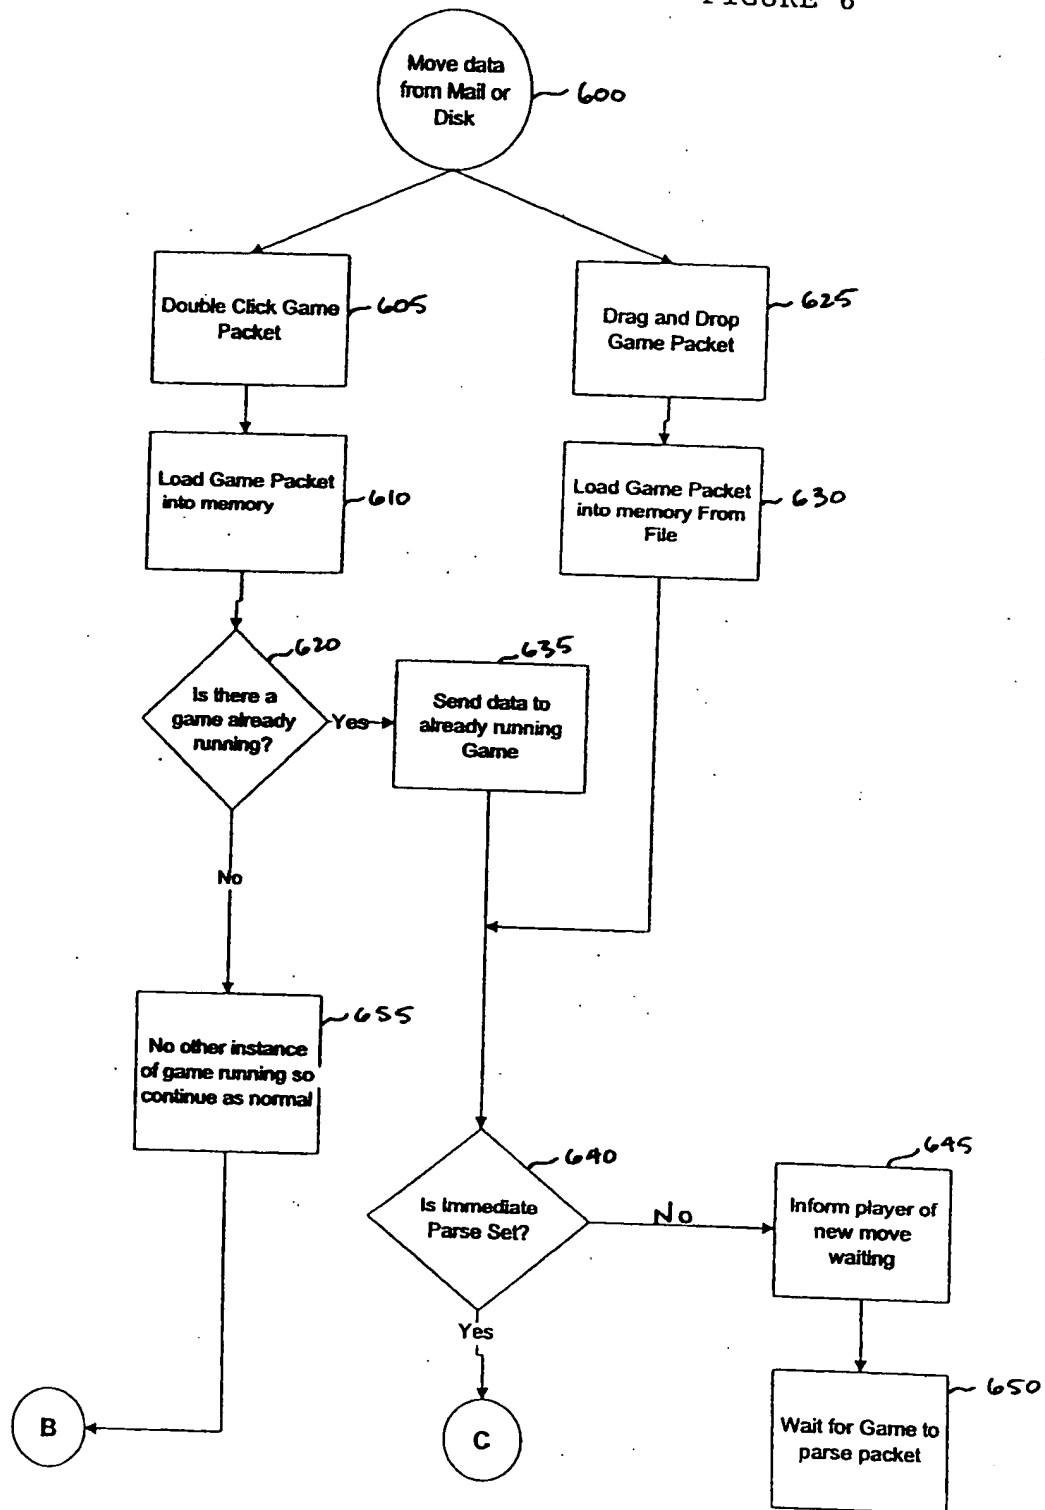 FIGURE 6
Move data
from Mail or
Disk
600
Double Click Game
Packet
605
Drag and Drop
Game Packet
625
Load Game Packet
into memory
610
Load Game Packet
into memory From
File
630
Is there a
game already
running?
620
Yes
Send data to
already running
Game
635
No
No other instance
of game running so
continue as normal
655
Is Immediate
Parse Set?
640
No
Inform player of
new move
waiting
645
Yes
Wait for Game to
parse packet
650
B
C